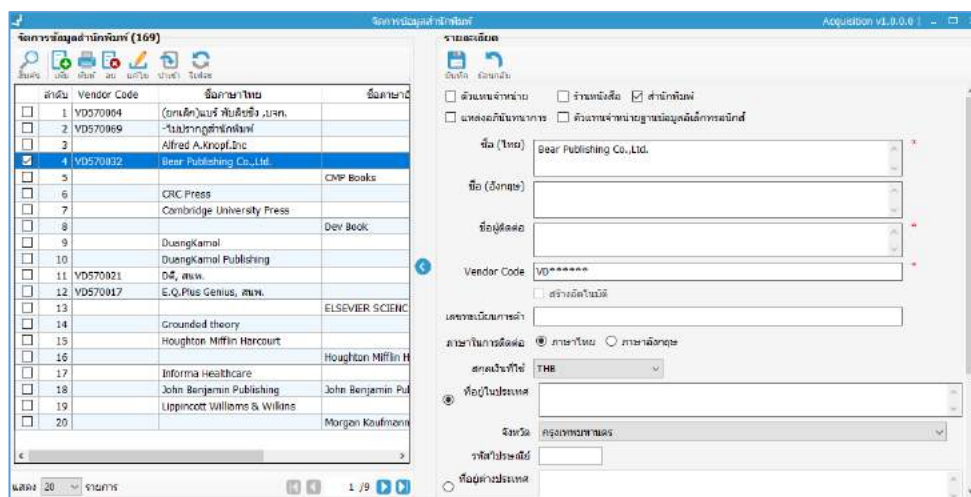 จัดการข้อมูลสำนักพิมพ์
Acquisition v1.0.0.0
จัดการข้อมูลสำนักพิมพ์ (169)
ค้นหา เพิ่ม พิมพ์ ลบ แก้ไข นำเข้า รีเฟรช
ลำดับ Vendor Code ชื่อภาษาไทย
1 VD570064 (ยกเลิก)แบร์ พับลิชชิ่ง ,บจก.
2 VD570069 -ไม่ปรากฏสำนักพิมพ์
3 Alfred A.Knopf.Inc
4 VD570032 Bear Publishing Co.,Ltd.
5 CMP Books
6 CRC Press
7 Cambridge University Press
8 Dev Book
9 DuangKamol
10 DuangKamol Publishing
11 VD570021 Dดี, สนพ.
12 VD570017 E.Q.Plus Genius, สนพ.
13 ELSEVIER SCIENC
14 Grounded theory
15 Houghton Mifflin Harcourt
16 Houghton Mifflin H
17 Informa Healthcare
18 John Benjamin Publishing John Benjamin Pul
19 Lippincott Williams & Wilkins
20 Morgan Kaufmann
แสดง 20 รายการ 1 /9
รายละเอียด
บันทึก ย้อนกลับ
ตัวแทนจำหน่าย ร้านหนังสือ สำนักพิมพ์
แหล่งอภินันทนาการ ตัวแทนจำหน่ายฐานข้อมูลอิเล็กทรอนิกส์
ชื่อ (ไทย) Bear Publishing Co.,Ltd. *
ชื่อ (อังกฤษ)
ชื่อผู้ติดต่อ *
Vendor Code VD****** *
สร้างอัตโนมัติ
เลขทะเบียนการค้า
ภาษาในการติดต่อ ภาษาไทย ภาษาอังกฤษ
สกุลเงินที่ใช้ THB
ที่อยู่ในประเทศ
จังหวัด กรุงเทพมหานคร
รหัสไปรษณีย์
ที่อยู่ต่างประเทศ